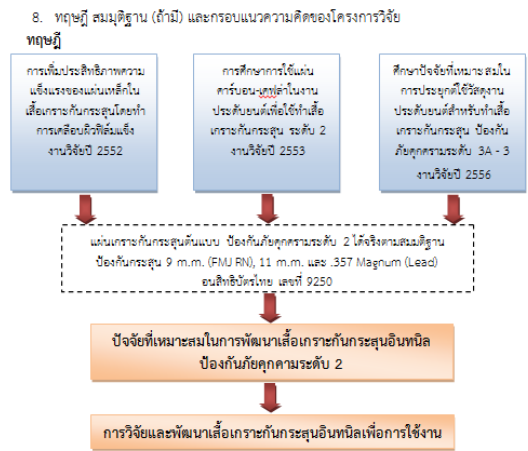 8. ทฤษฎี สมมุติฐาน (ถ้ามี) และกรอบแนวความคิดของโครงการวิจัย
ทฤษฎี
การเพิ่มประสิทธิภาพความ
แข็งแรงของแผ่นเหล็กใน
เสื้อเกราะกันกระสุนโดยทำ
การเคลือบผิวฟิล์มแข็ง
งานวิจัยปี 2552
การศึกษาการใช้แผ่น
คาร์บอน-เคฟล่าในงาน
ประดับยนต์เพื่อใช้ทำเสื้อ
เกราะกันกระสุน ระดับ 2
งานวิจัยปี 2553
ศึกษาปัจจัยที่เหมาะสมใน
การประยุกต์ใช้วัสดุงาน
ประดับยนต์สำหรับทำเสื้อ
เกราะกันกระสุน ป้องกัน
ภัยคุกครามระดับ 3A - 3
งานวิจัยปี 2556
แผ่นเกราะกันกระสุนต้นแบบ ป้องกันภัยคุกครามระดับ 2 ได้จริงตามสมมติฐาน
ป้องกันกระสุน 9 m.m. (FMJ RN), 11 m.m. และ .357 Magnum (Lead)
อนุสิทธิบัตรไทย เลขที่ 9250
ปัจจัยที่เหมาะสมในการพัฒนาเสื้อเกราะกันกระสุนอินทนิล
ป้องกันภัยคุกคามระดับ 2
การวิจัยและพัฒนาเสื้อเกราะกันกระสุนอินทนิลเพื่อการใช้งาน